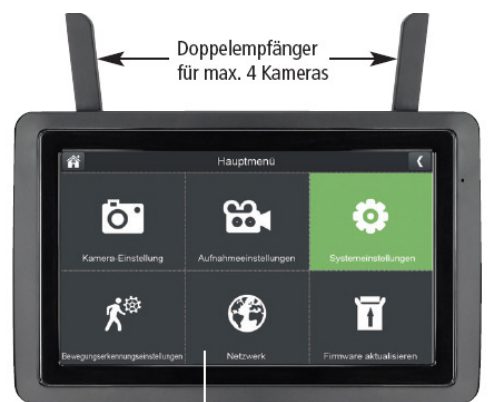 Doppelempfänger
für max. 4 Kameras
Hauptmenü
Kamera-Einstellung
Aufnahmeeinstellungen
Systemeinstellungen
Bewegungserkennungseinstellungen
Netzwerk
Firmware aktualisieren